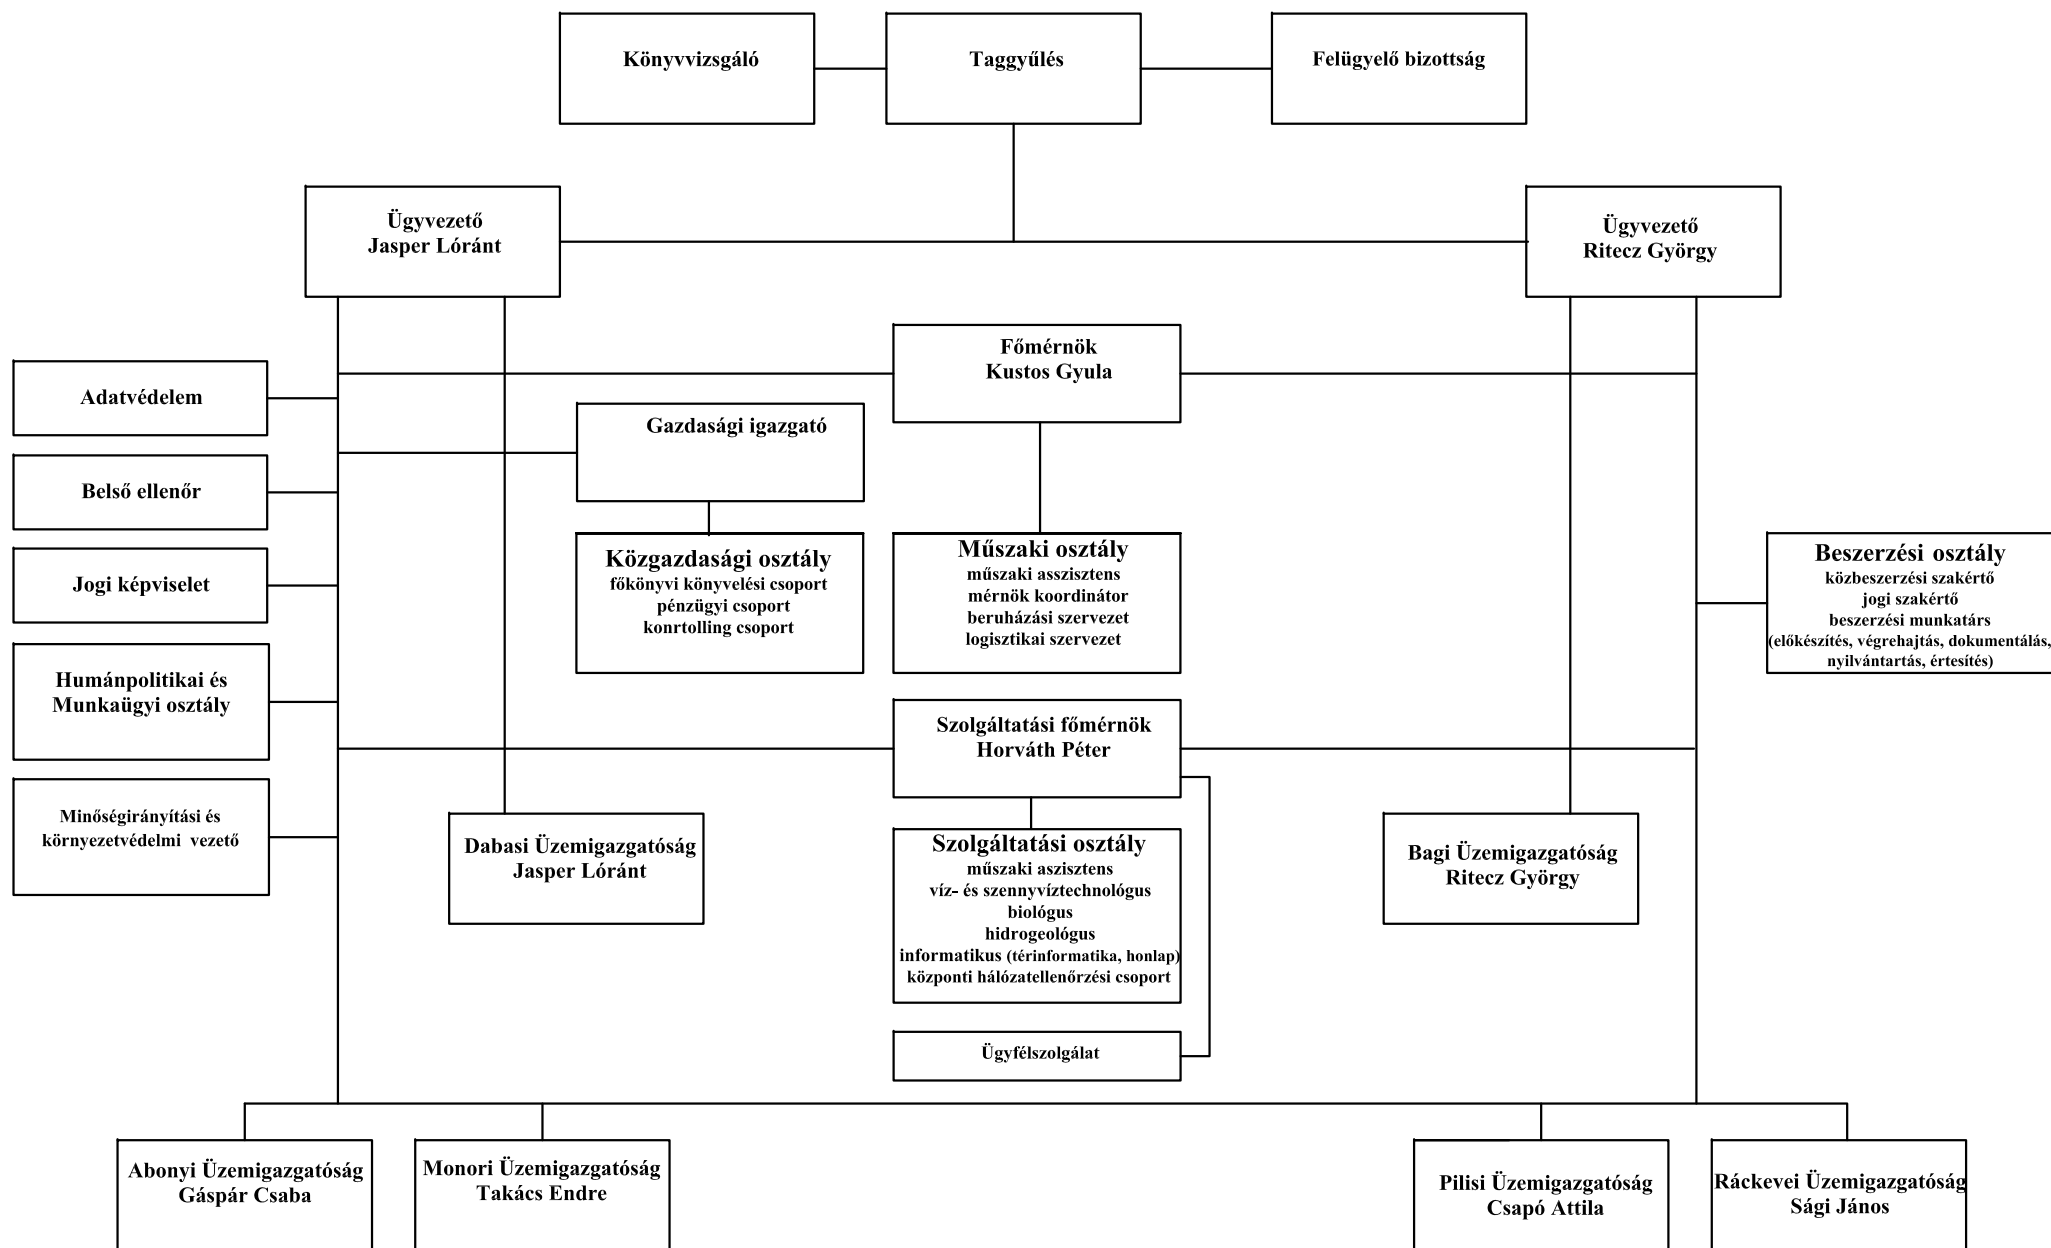 Könyvvizsgáló
Taggyűlés
Felügyelő bizottság
Ügyvezető
Jasper Lóránt
Ügyvezető
Ritecz György
Főmérnök
Kustos Gyula
Adatvédelem
Gazdasági igazgató
Belső ellenőr
Jogi képviselet
Közgazdasági osztály
főkönyvi könyvelési csoport
pénzügyi csoport
konrtolling csoport
Műszaki osztály
műszaki asszisztens
mérnök koordinátor
beruházási szervezet
logisztikai szervezet
Beszerzési osztály
közbeszerzési szakértő
jogi szakértő
beszerzési munkatárs
(előkészítés, végrehajtás, dokumentálás,
nyilvántartás, értesítés)
Humánpolitikai és
Munkaügyi osztály
Szolgáltatási főmérnök
Horváth Péter
Minőségirányítási és
környezetvédelmi vezető
Dabasi Üzemigazgatóság
Jasper Lóránt
Szolgáltatási osztály
műszaki aszisztens
víz- és szennyvíztechnológus
biológus
hidrogeológus
informatikus (térinformatika, honlap)
központi hálózatellenőrzési csoport
Bagi Üzemigazgatóság
Ritecz György
Ügyfélszolgálat
Abonyi Üzemigazgatóság
Gáspár Csaba
Monori Üzemigazgatóság
Takács Endre
Pilisi Üzemigazgatóság
Csapó Attila
Ráckevei Üzemigazgatóság
Sági János